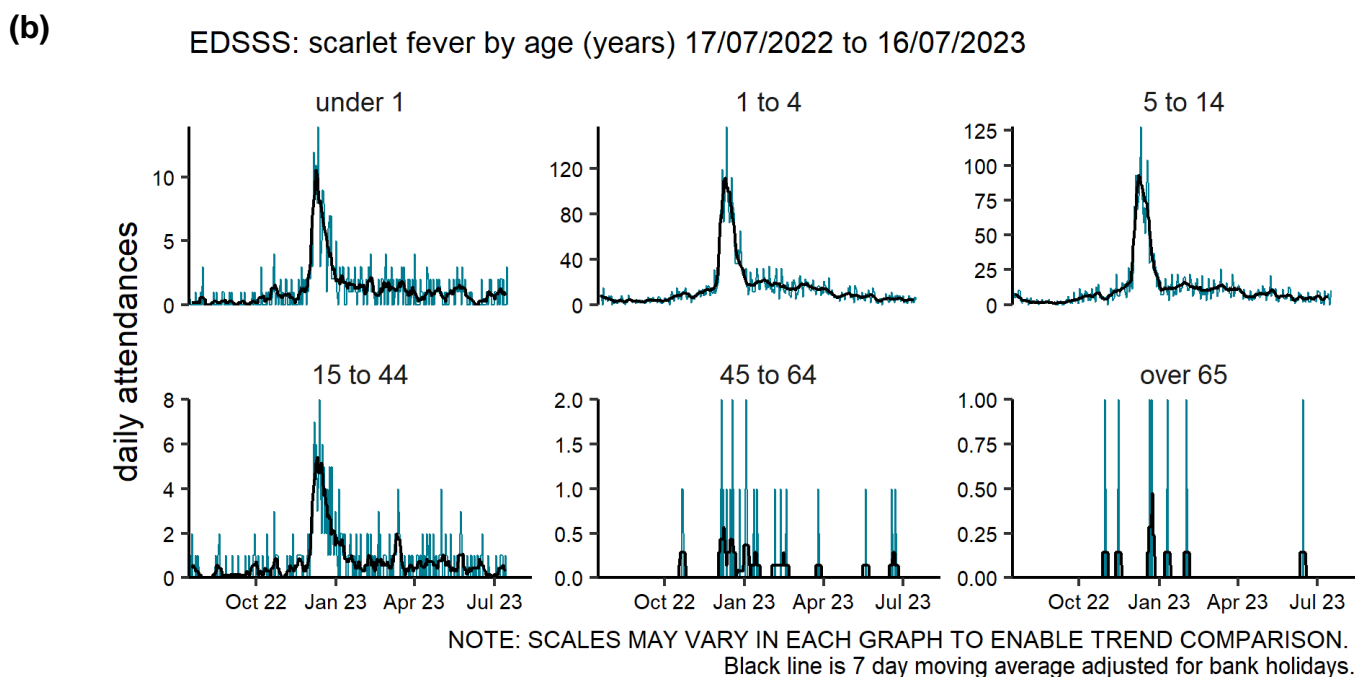 (b)
EDSSS: scarlet fever by age (years) 17/07/2022 to 16/07/2023
under 1
1 to 4
5 to 14
10
5
0
120
80
40
0
125
100
75
50
25
0
daily attendances
15 to 44
45 to 64
over 65
8
6
4
2
0
2.0
1.5
1.0
0.5
0.0
1.00
0.75
0.50
0.25
0.00
Oct 22 Jan 23 Apr 23 Jul 23
Oct 22 Jan 23 Apr 23 Jul 23
Oct 22 Jan 23 Apr 23 Jul 23
NOTE: SCALES MAY VARY IN EACH GRAPH TO ENABLE TREND COMPARISON.
Black line is 7 day moving average adjusted for bank holidays.